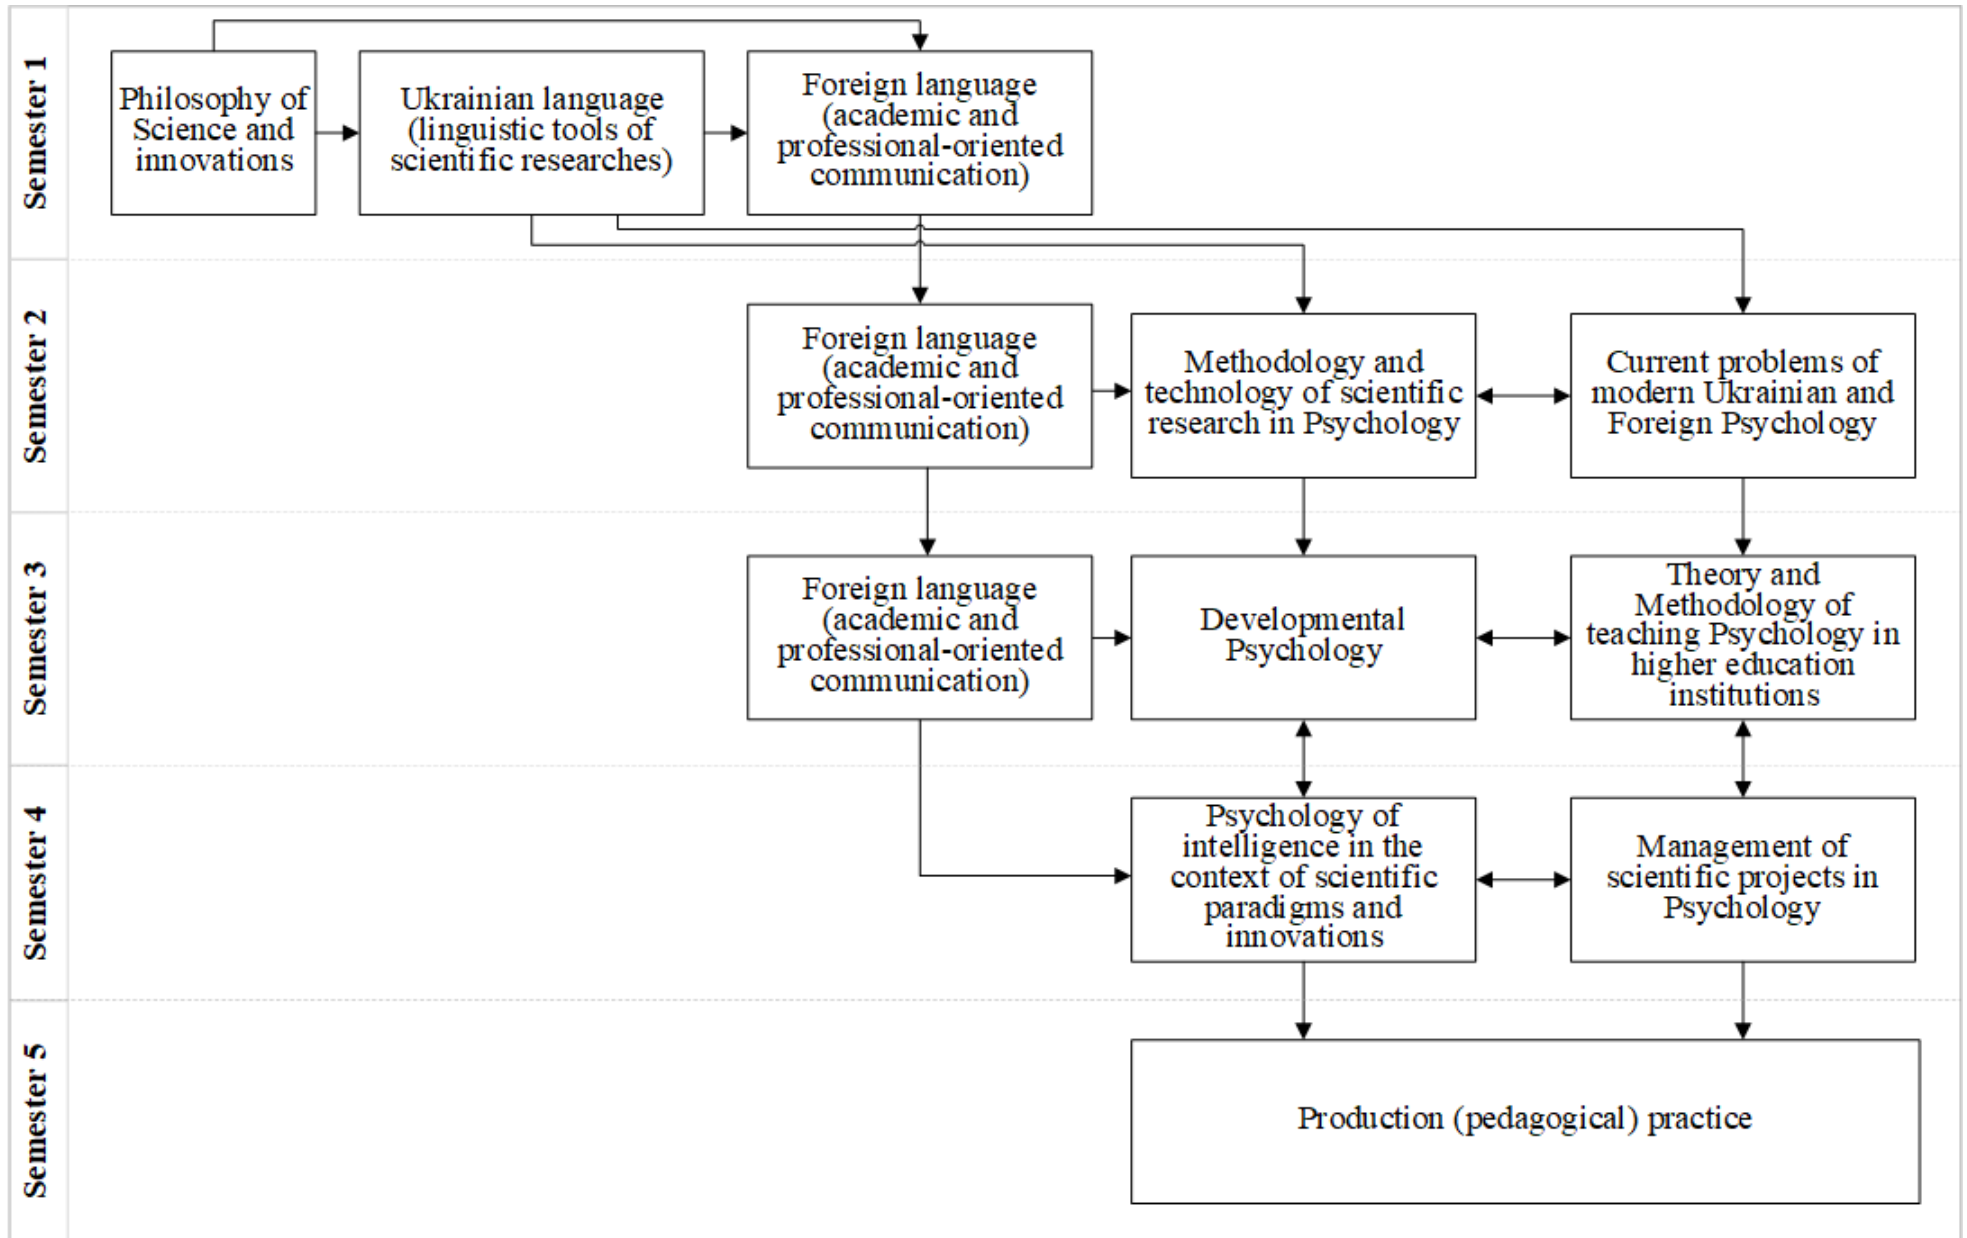 Semester 1
Philosophy of
Science and
innovations
Ukrainian language
(linguistic tools of
scientific researches)
Foreign language
(academic and
professional-oriented
communication)
Semester 2
Foreign language
(academic and
professional-oriented
communication)
Methodology and
technology of scientific
research in Psychology
Current problems of
modern Ukrainian and
Foreign Psychology
Semester 3
Foreign language
(academic and
professional-oriented
communication)
Developmental
Psychology
Theory and
Methodology of
teaching Psychology in
higher education
institutions
Semester 4
Psychology of
intelligence in the
context of scientific
paradigms and
innovations
Management of
scientific projects in
Psychology
Semester 5
Production (pedagogical) practice